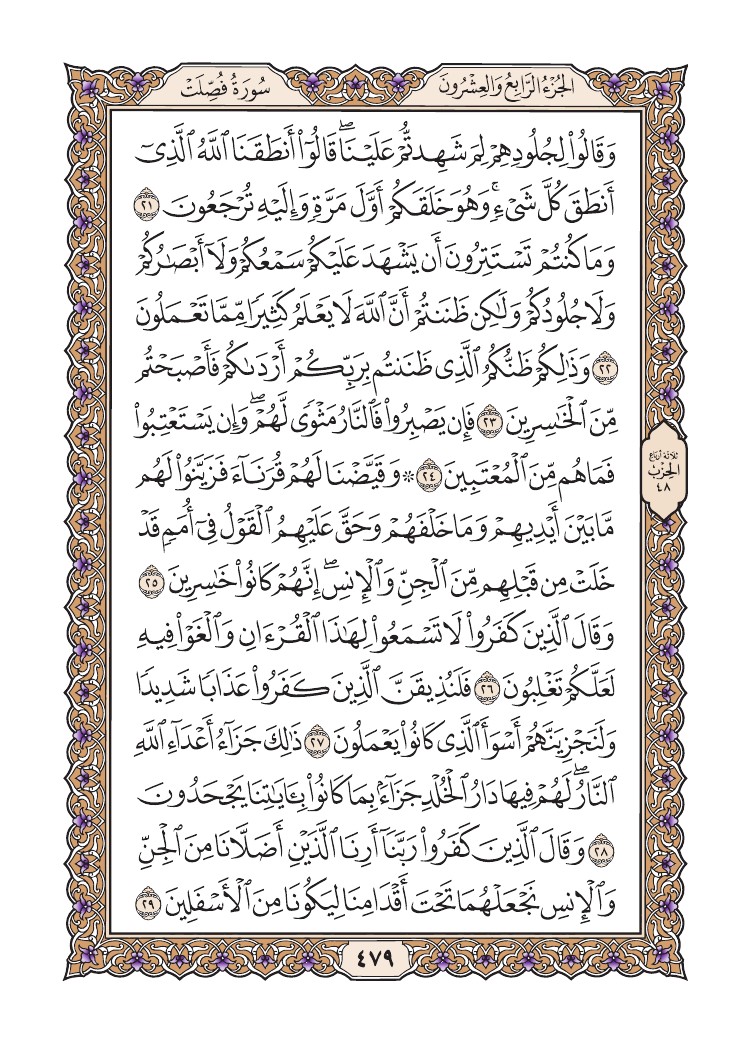 الجُزْءُ الرَّابِعُ وَالعِشْرُونَ
سُورَةُ فُصِّلَتْ
وَقَالُواْ لِجُلُودِهِمۡ لِمَ شَهِدتُّمۡ عَلَيۡنَاۖ قَالُوٓاْ أَنطَقَنَا ٱللَّهُ ٱلَّذِيٓ
أَنطَقَ كُلَّ شَيۡءٖۚ وَهُوَ خَلَقَكُمۡ أَوَّلَ مَرَّةٖ وَإِلَيۡهِ تُرۡجَعُونَ ٢١
وَمَا كُنتُمۡ تَسۡتَتِرُونَ أَن يَشۡهَدَ عَلَيۡكُمۡ سَمۡعُكُمۡ وَلَآ أَبۡصَٰرُكُمۡ
وَلَا جُلُودُكُمۡ وَلَٰكِن ظَنَنتُمۡ أَنَّ ٱللَّهَ لَا يَعۡلَمُ كَثِيرٗا مِّمَّا تَعۡمَلُونَ
٢٢ وَذَٰلِكُمۡ ظَنُّكُمُ ٱلَّذِي ظَنَنتُم بِرَبِّكُمۡ أَرۡدَىٰكُمۡ فَأَصۡبَحۡتُم
مِّنَ ٱلۡخَٰسِرِينَ ٢٣ فَإِن يَصۡبِرُواْ فَٱلنَّارُ مَثۡوٗى لَّهُمۡۖ وَإِن يَسۡتَعۡتِبُواْ
فَمَا هُم مِّنَ ٱلۡمُعۡتَبِينَ ٢٤ ۞ وَقَيَّضۡنَا لَهُمۡ قُرَنَآءَ فَزَيَّنُواْ لَهُم
مَّا بَيۡنَ أَيۡدِيهِمۡ وَمَا خَلۡفَهُمۡ وَحَقَّ عَلَيۡهِمُ ٱلۡقَوۡلُ فِيٓ أُمَمٖ قَدۡ
خَلَتۡ مِن قَبۡلِهِم مِّنَ ٱلۡجِنِّ وَٱلۡإِنسِۖ إِنَّهُمۡ كَانُواْ خَٰسِرِينَ ٢٥
وَقَالَ ٱلَّذِينَ كَفَرُواْ لَا تَسۡمَعُواْ لِهَٰذَا ٱلۡقُرۡءَانِ وَٱلۡغَوۡاْ فِيهِ
لَعَلَّكُمۡ تَغۡلِبُونَ ٢٦ فَلَنُذِيقَنَّ ٱلَّذِينَ كَفَرُواْ عَذَابٗا شَدِيدٗا
وَلَنَجۡزِيَنَّهُمۡ أَسۡوَأَ ٱلَّذِي كَانُواْ يَعۡمَلُونَ ٢٧ ذَٰلِكَ جَزَآءُ أَعۡدَآءِ ٱللَّهِ
ٱلنَّارُۖ لَهُمۡ فِيهَا دَارُ ٱلۡخُلۡدِ جَزَآءَۢ بِمَا كَانُواْ بِـَٔايَٰتِنَا يَجۡحَدُونَ
٢٨ وَقَالَ ٱلَّذِينَ كَفَرُواْ رَبَّنَآ أَرِنَا ٱلَّذَيۡنِ أَضَلَّانَا مِنَ ٱلۡجِنِّ
وَٱلۡإِنسِ نَجۡعَلۡهُمَا تَحۡتَ أَقۡدَامِنَا لِيَكُونَا مِنَ ٱلۡأَسۡفَلِينَ ٢٩
ثلاثة أرباع
الحزب
٤٨
٤٧٩